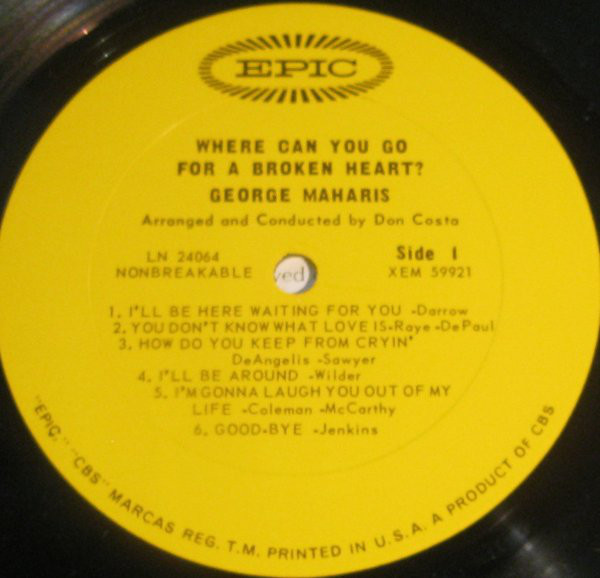 EPIC
WHERE CAN YOU GO
FOR A BROKEN HEART?
GEORGE MAHARIS
Arranged and Conducted by Don Costa
LN 24064
NONBREAKABLE
Side 1
XEM 59921
1. I'LL BE HERE WAITING FOR YOU -Darrow
2. YOU DON'T KNOW WHAT LOVE IS-Raye-DePaul
3. HOW DO YOU KEEP FROM CRYIN'
DeAngelis -Sawyer
4. I'LL BE AROUND -Wilder
5. I'M GONNA LAUGH YOU OUT OF MY
LIFE -Coleman -McCarthy
6. GOOD-BYE -Jenkins
"EPIC," "CBS" MARCAS REG. T.M. PRINTED IN U.S.A. A PRODUCT OF CBS